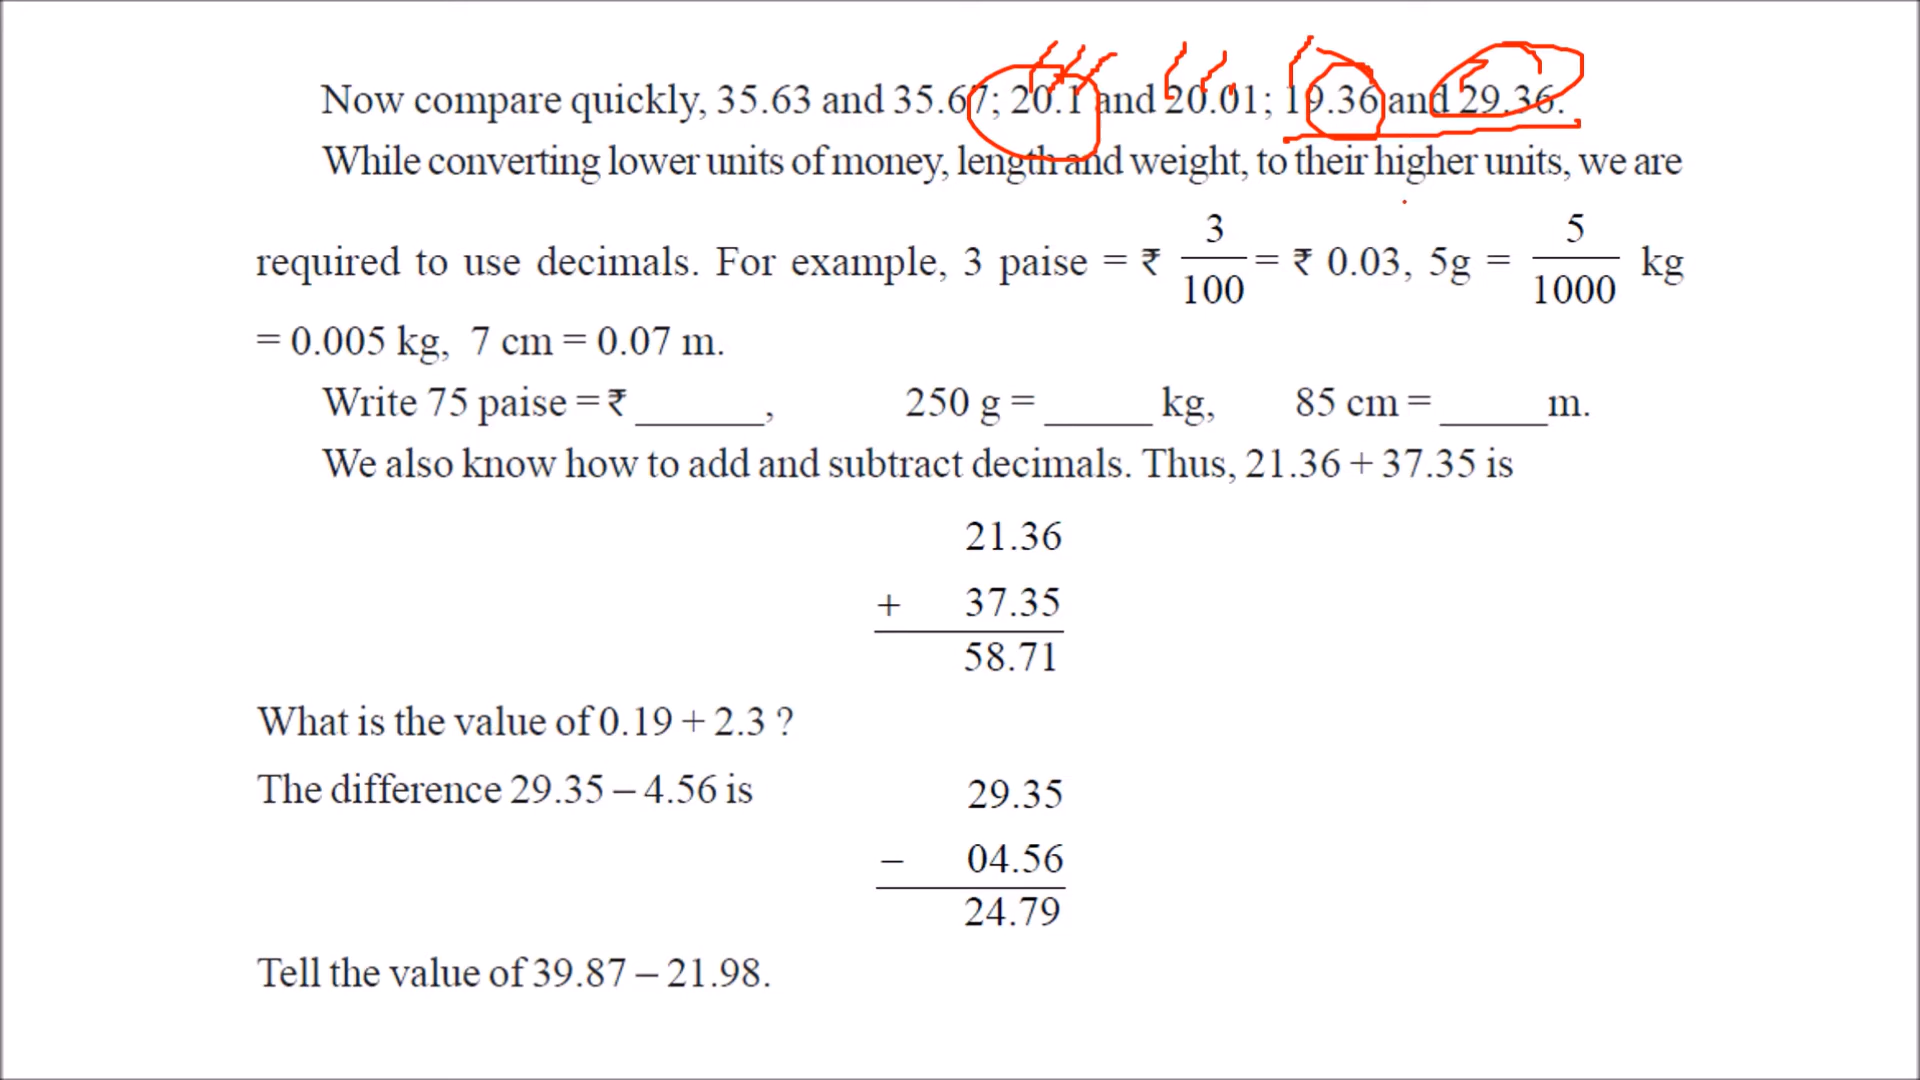 Now compare quickly, 35.63 and 35.67; 20.1 and 20.01; 19.36 and 29.36.
While converting lower units of money, length and weight, to their higher units, we are
required to use decimals. For example, 3 paise = ₹ 3/100 = ₹ 0.03, 5g = 5/1000 kg
= 0.005 kg, 7 cm = 0.07 m.
Write 75 paise = ₹ ______, 250 g = _____ kg, 85 cm = _____ m.
We also know how to add and subtract decimals. Thus, 21.36 + 37.35 is
21.36
+ 37.35
58.71
What is the value of 0.19 + 2.3 ?
The difference 29.35 – 4.56 is 29.35
– 04.56
24.79
Tell the value of 39.87 – 21.98.